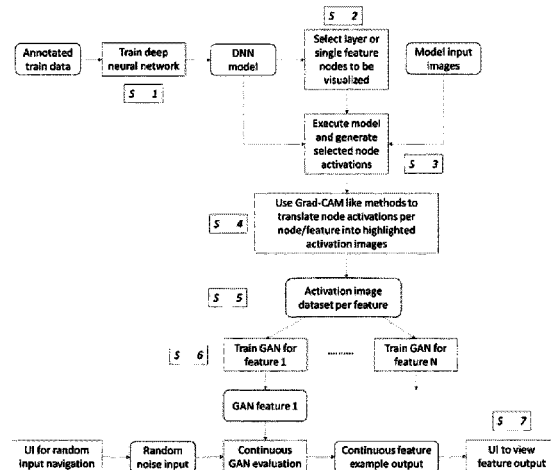 S 2
Annotated
train data
Train deep
neural network
DNN
model
Select layer or
single feature
nodes to be
visualized
Model input
images
S 1
Execute model
and generate
selected node
activations
S 3
S 4
Use Grad-CAM like methods to
translate node activations per
node/feature into highlighted
activation images
S 5
Activation image
dataset per feature
S 6
Train GAN for
feature 1
Train GAN for
feature N
GAN feature 1
S 7
UI for random
input navigation
Random
noise input
Continuous
GAN evaluation
Continuous feature
example output
UI to view
feature output